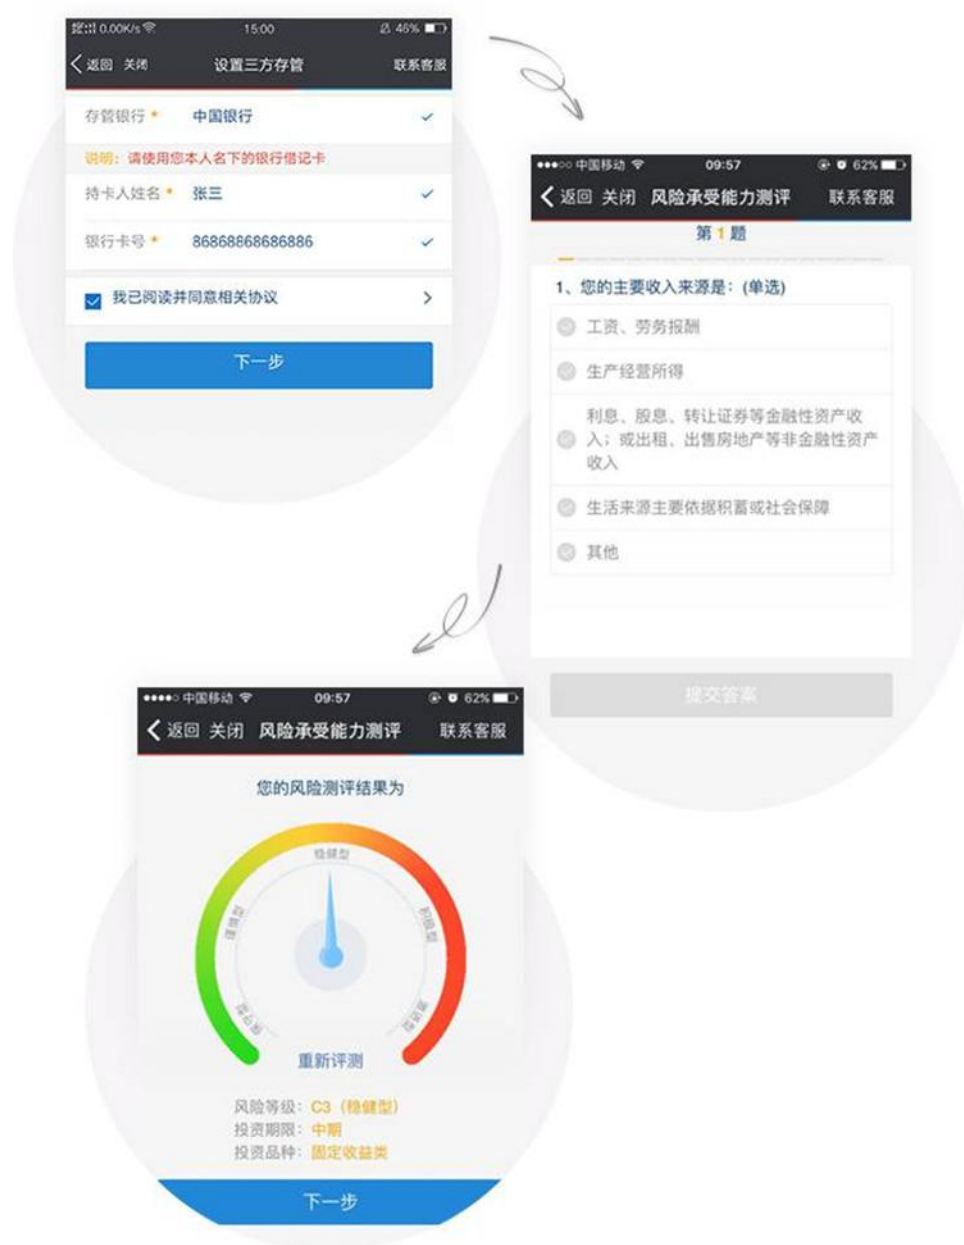 0.00K/s 15:00 46%
返回 关闭 设置三方存管 联系客服
存管银行 * 中国银行
说明：请使用您本人名下的银行借记卡
持卡人姓名 * 张三
银行卡号 * 86868868686886
我已阅读并同意相关协议
下一步
中国移动 09:57 62%
返回 关闭 风险承受能力测评 联系客服
第 1 题
1、您的主要收入来源是：(单选)
工资、劳务报酬
生产经营所得
利息、股息、转让证券等金融性资产收
入；或出租、出售房地产等非金融性资产
收入
生活来源主要依据积蓄或社会保障
其他
提交答案
中国移动 09:57 62%
返回 关闭 风险承受能力测评 联系客服
您的风险测评结果为
稳健型
谨慎型
积极型
保守型
激进型
重新评测
风险等级：C3（稳健型）
投资期限：中期
投资品种：固定收益类
下一步